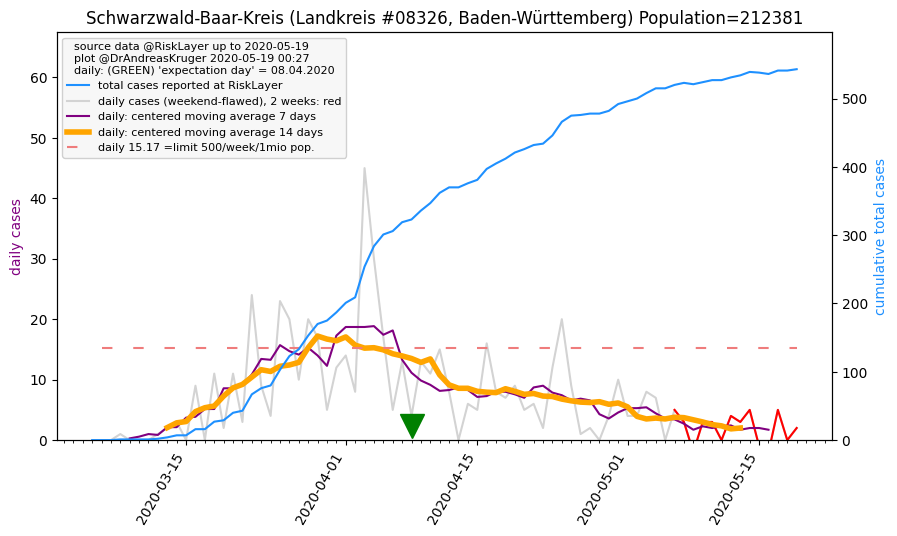 Schwarzwald-Baar-Kreis (Landkreis #08326, Baden-Württemberg) Population=212381
source data @RiskLayer up to 2020-05-19
plot @DrAndreasKruger 2020-05-19 00:27
daily: (GREEN) 'expectation day' = 08.04.2020
total cases reported at RiskLayer
daily cases (weekend-flawed), 2 weeks: red
daily: centered moving average 7 days
daily: centered moving average 14 days
daily 15.17 =limit 500/week/1mio pop.
daily cases
60
50
40
30
20
10
0
cumulative total cases
500
400
300
200
100
0
2020-03-15
2020-04-01
2020-04-15
2020-05-01
2020-05-15